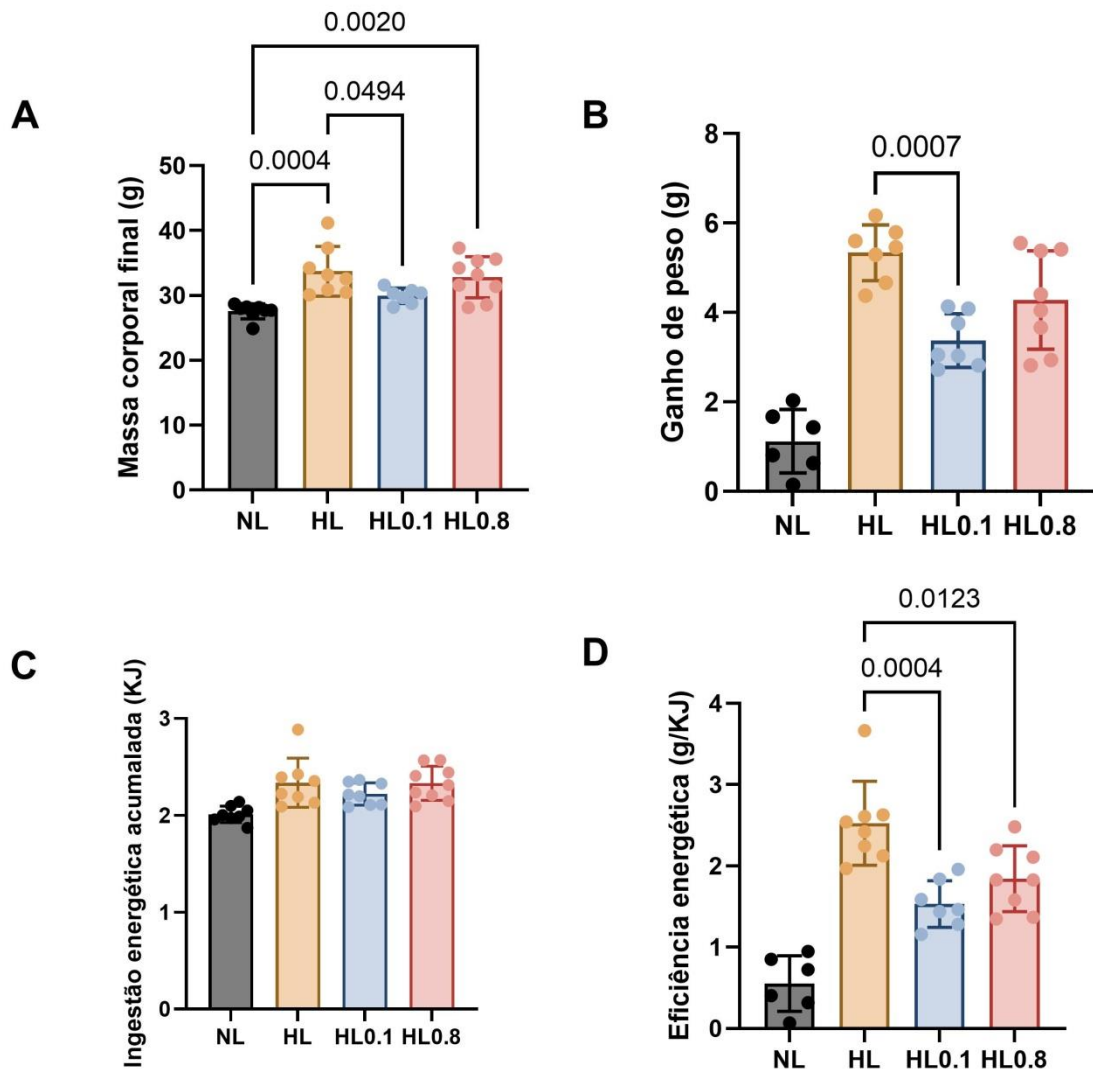 A
0.0020
0.0494
0.0004
Massa corporal final (g)
50
40
30
20
10
0
NL HL HL0.1 HL0.8
B
0.0007
Ganho de peso (g)
8
6
4
2
0
NL HL HL0.1 HL0.8
C
Ingestão energética acumalada (KJ)
3
2
1
0
NL HL HL0.1 HL0.8
D
0.0123
0.0004
Eficiência energética (g/KJ)
4
3
2
1
0
NL HL HL0.1 HL0.8